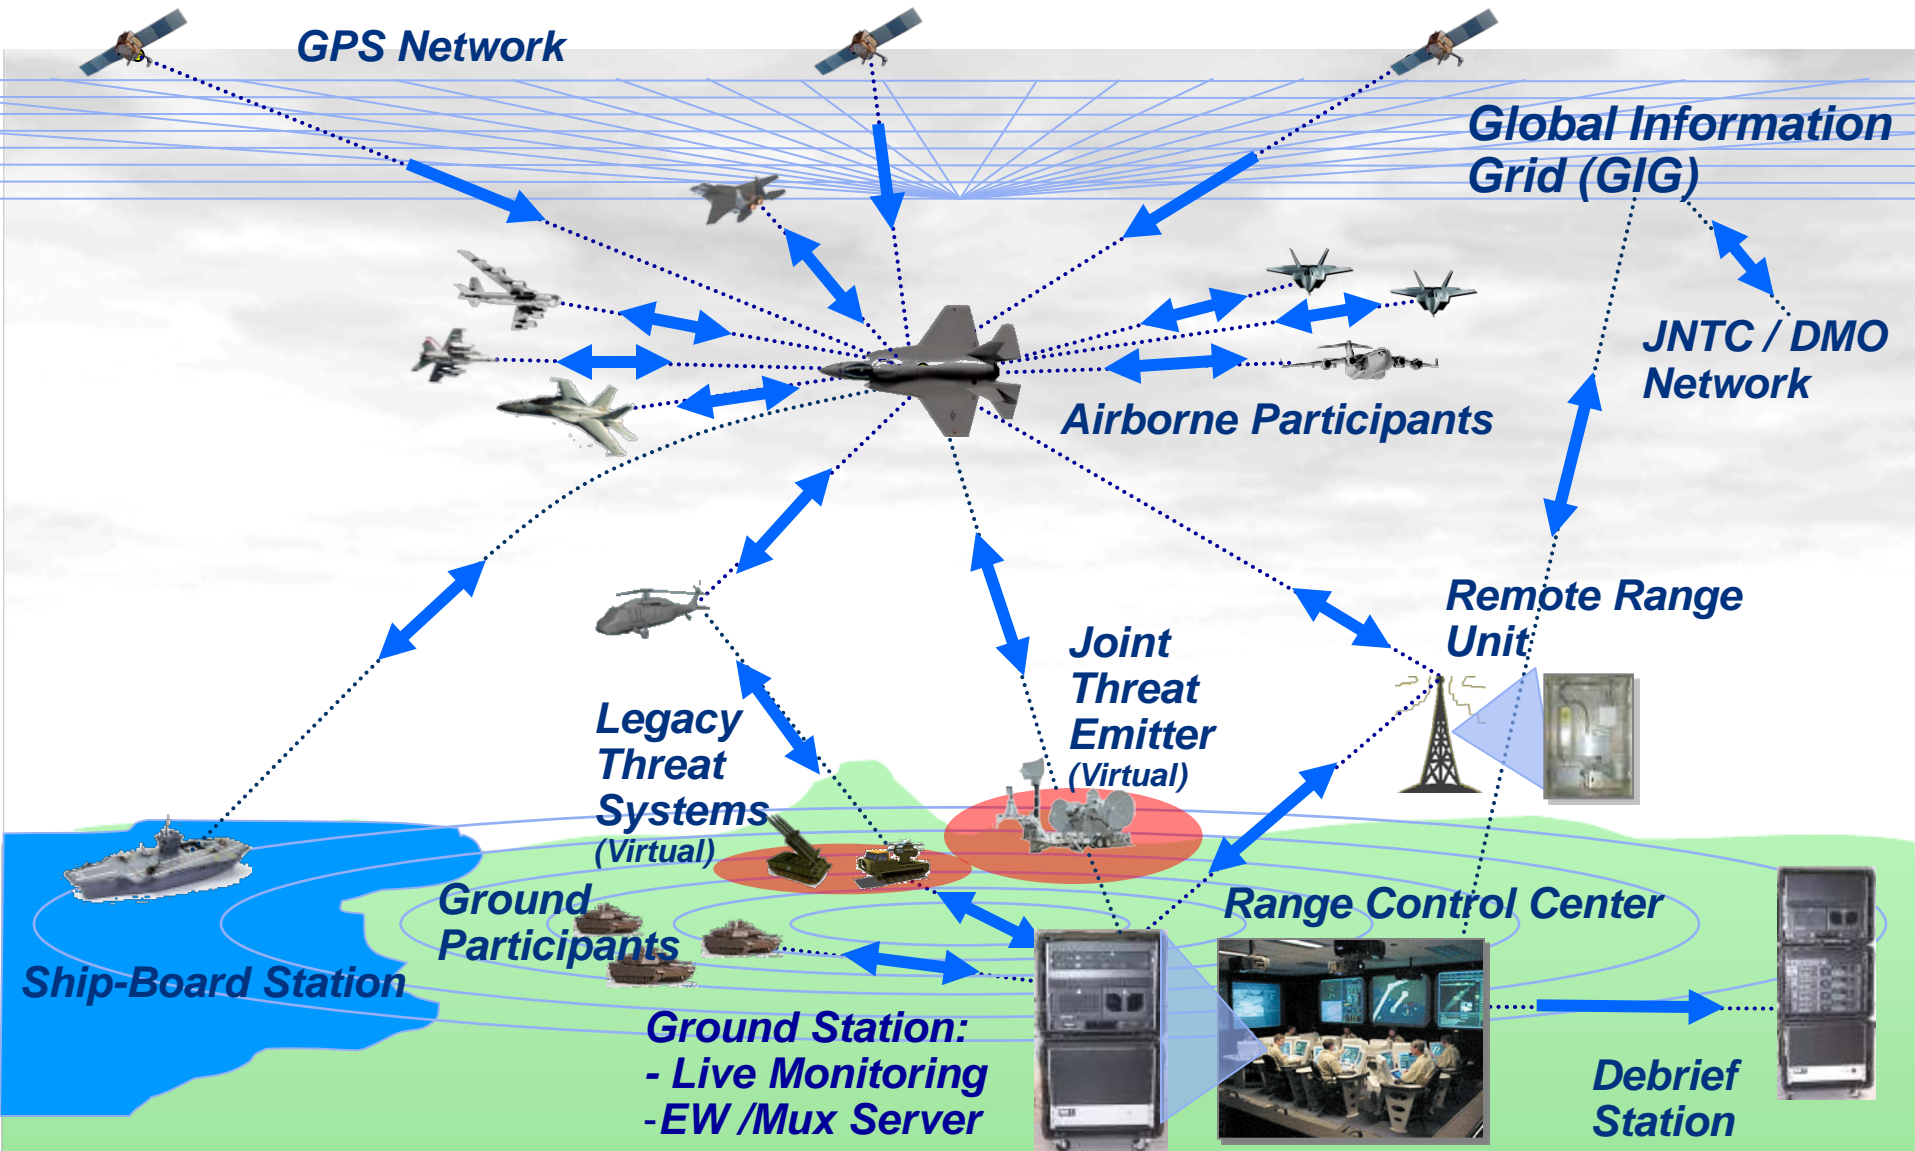 GPS Network
Global Information
Grid (GIG)
JNTC / DMO
Network
Airborne Participants
Remote Range
Unit
Joint
Threat
Emitter
(Virtual)
Legacy
Threat
Systems
(Virtual)
Ground
Participants
Range Control Center
Ship-Board Station
Ground Station:
- Live Monitoring
-EW /Mux Server
Debrief
Station